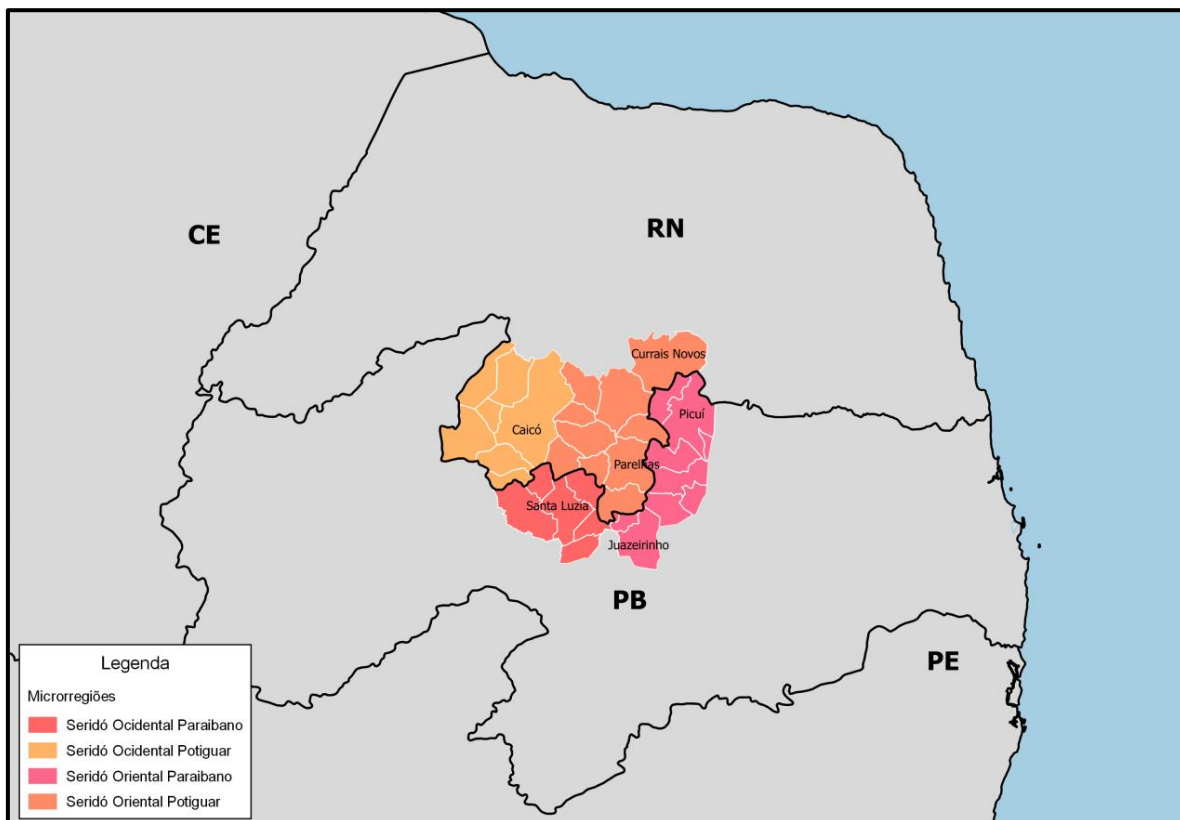 RN
CE
Currais Novos
Picuí
Caicó
Parelhas
Santa Luzia
Juazeirinho
PB
PE
Legenda
Microrregiões
Seridó Ocidental Paraibano
Seridó Ocidental Potiguar
Seridó Oriental Paraibano
Seridó Oriental Potiguar